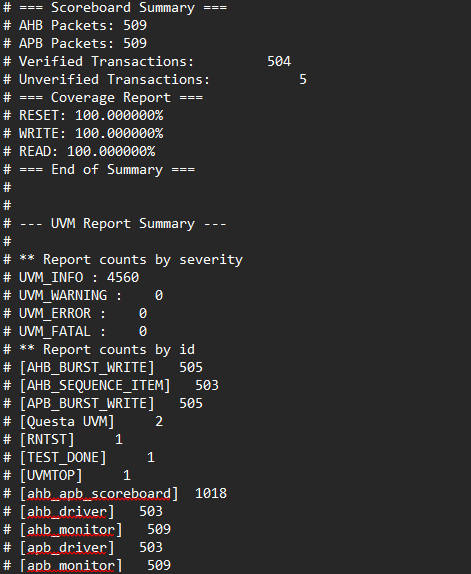 # === Scoreboard Summary ===
# AHB Packets: 509
# APB Packets: 509
# Verified Transactions:         504
# Unverified Transactions:           5
# === Coverage Report ===
# RESET: 100.000000%
# WRITE: 100.000000%
# READ: 100.000000%
# === End of Summary ===
#
#
# --- UVM Report Summary ---
#
# ** Report counts by severity
# UVM_INFO : 4560
# UVM_WARNING :    0
# UVM_ERROR :    0
# UVM_FATAL :    0
# ** Report counts by id
# [AHB_BURST_WRITE]   505
# [AHB_SEQUENCE_ITEM]   503
# [APB_BURST_WRITE]   505
# [Questa UVM]     2
# [RNTST]     1
# [TEST_DONE]     1
# [UVMTOP]     1
# [ahb_apb_scoreboard]  1018
# [ahb_driver]   503
# [ahb_monitor]   509
# [apb_driver]   503
# [apb_monitor]   509